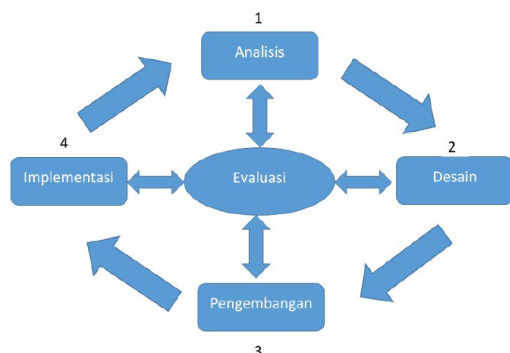 1
Analisis
4
2
Implementasi
Evaluasi
Desain
Pengembangan
3